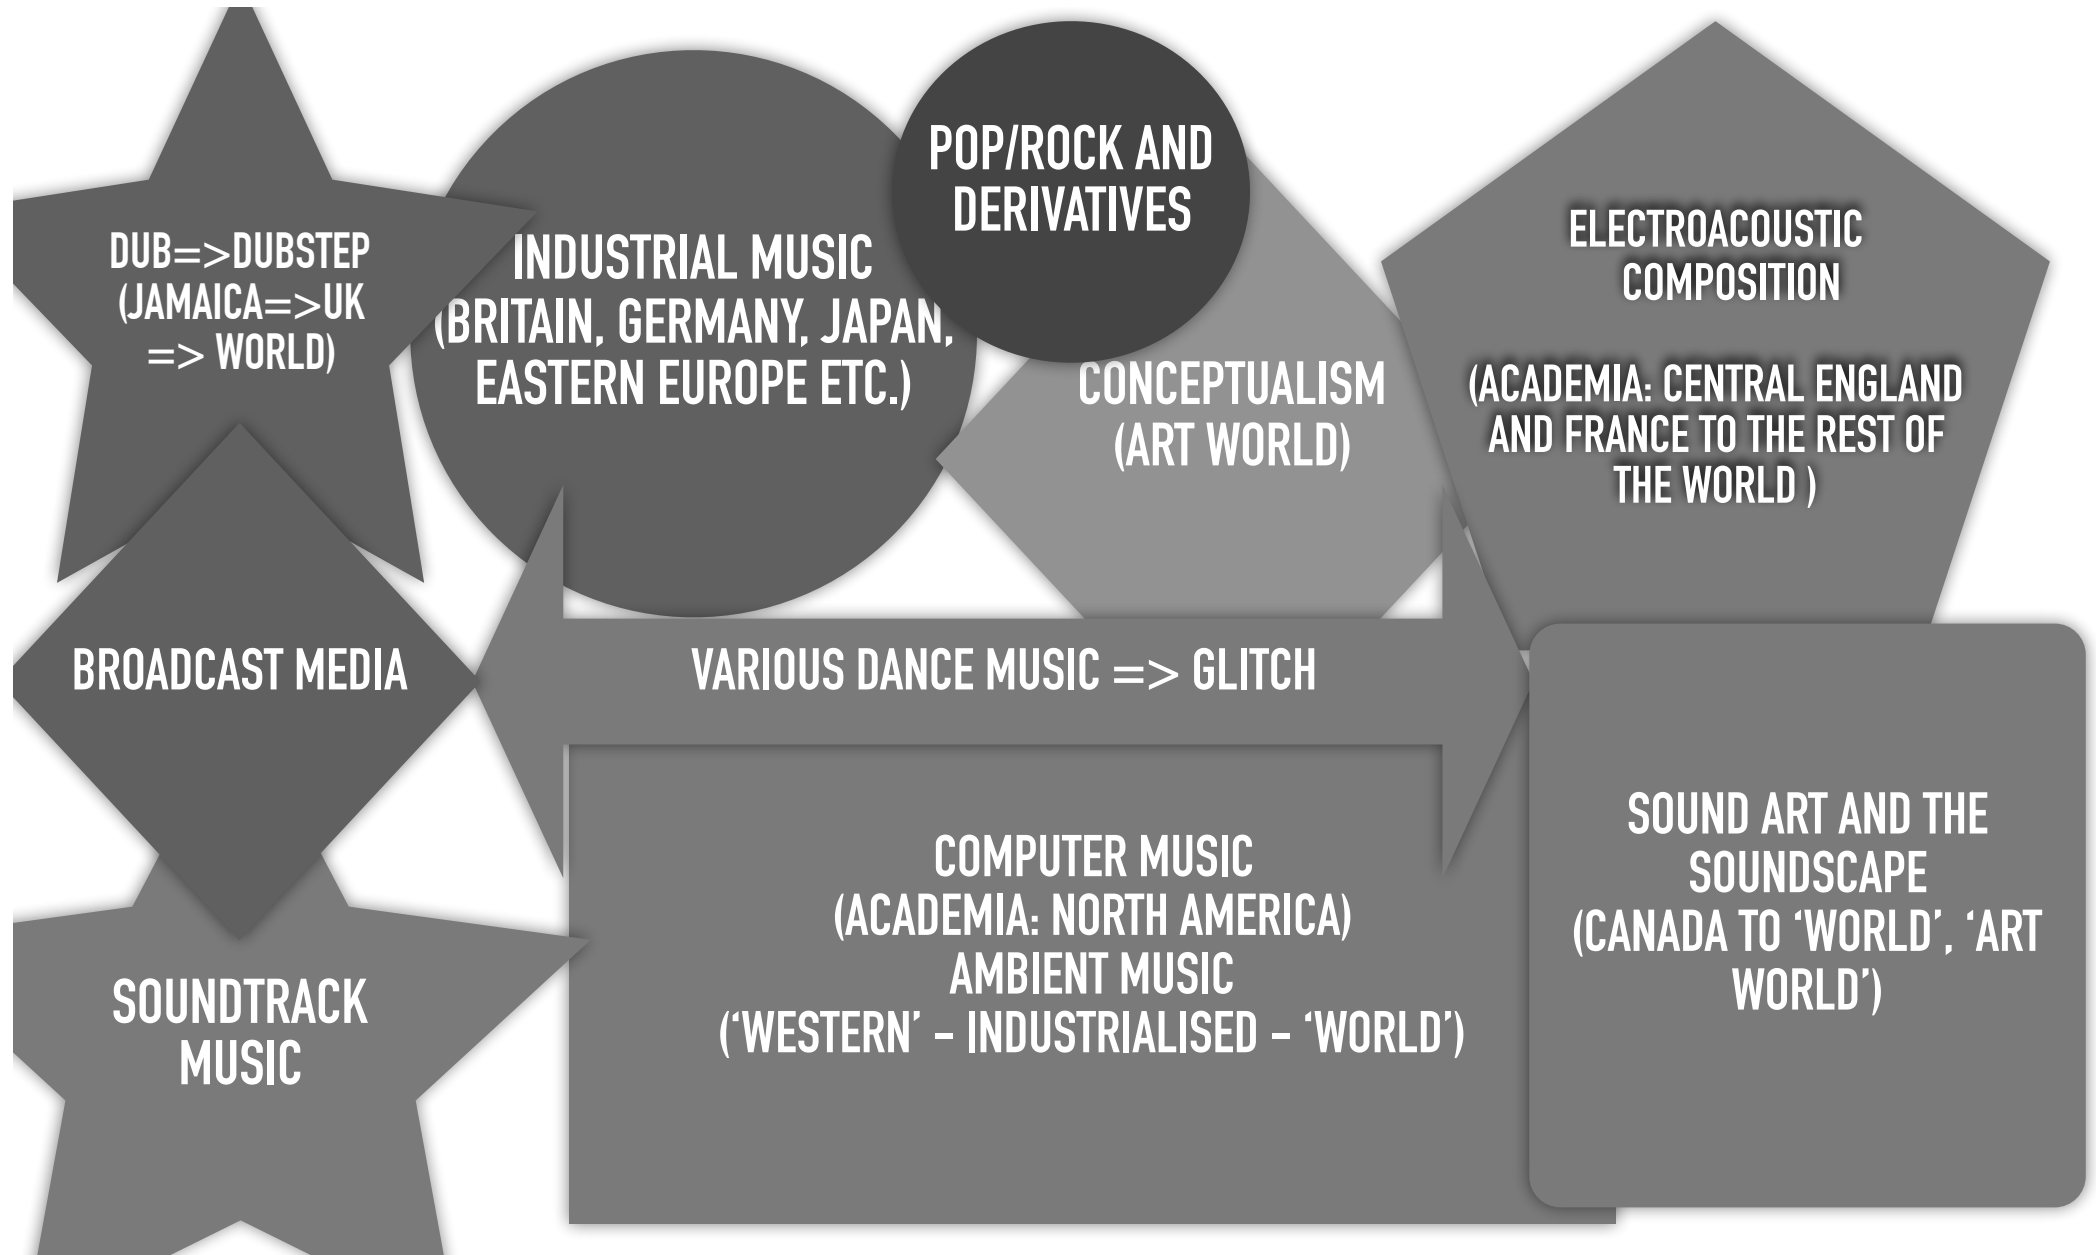 DUB=>DUBSTEP
(JAMAICA=>UK
=> WORLD)
INDUSTRIAL MUSIC
(BRITAIN, GERMANY, JAPAN,
EASTERN EUROPE ETC.)
POP/ROCK AND
DERIVATIVES
CONCEPTUALISM
(ART WORLD)
ELECTROACOUSTIC
COMPOSITION
(ACADEMIA: CENTRAL ENGLAND
AND FRANCE TO THE REST OF
THE WORLD )
BROADCAST MEDIA
VARIOUS DANCE MUSIC => GLITCH
SOUNDTRACK
MUSIC
COMPUTER MUSIC
(ACADEMIA: NORTH AMERICA)
AMBIENT MUSIC
(‘WESTERN’ – INDUSTRIALISED – ‘WORLD’)
SOUND ART AND THE
SOUNDSCAPE
(CANADA TO ‘WORLD’, ‘ART
WORLD’)